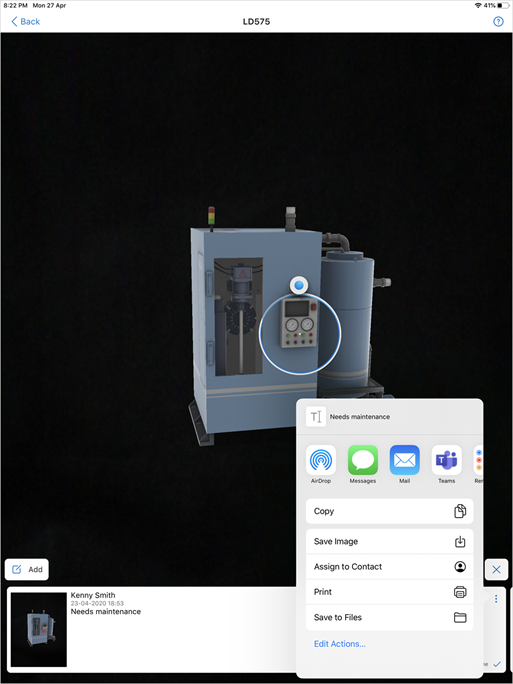 8:22 PM Mon 27 Apr
41%
Back
LD575
Needs maintenance
AirDrop
Messages
Mail
Teams
Copy
Save Image
Assign to Contact
Print
Save to Files
Edit Actions...
Add
Kenny Smith
23-04-2020 18:53
Needs maintenance